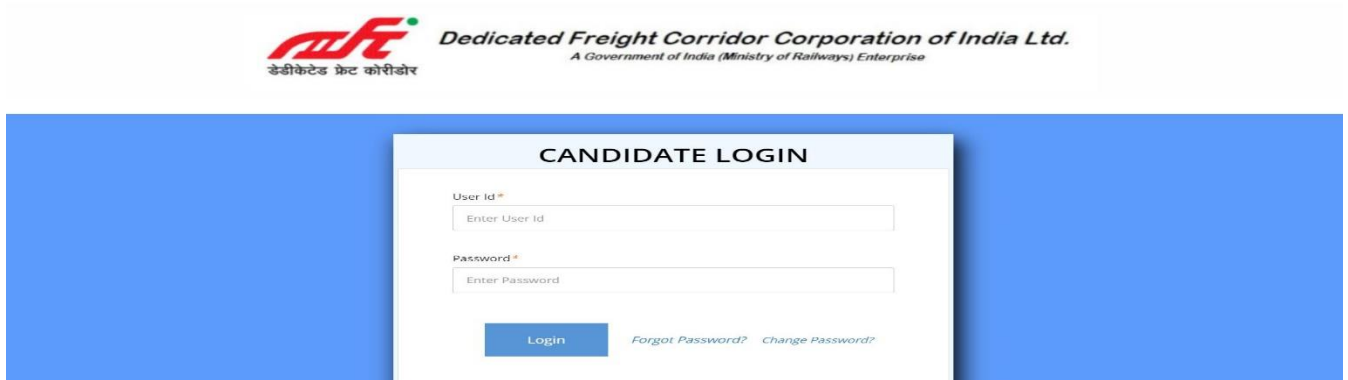 Dedicated Freight Corridor Corporation of India Ltd.
A Government of India (Ministry of Railways) Enterprise
डेडीकेटेड फ्रेट कोरीडोर
CANDIDATE LOGIN
User Id *
Enter User Id
Password *
Enter Password
Login Forgot Password? Change Password?